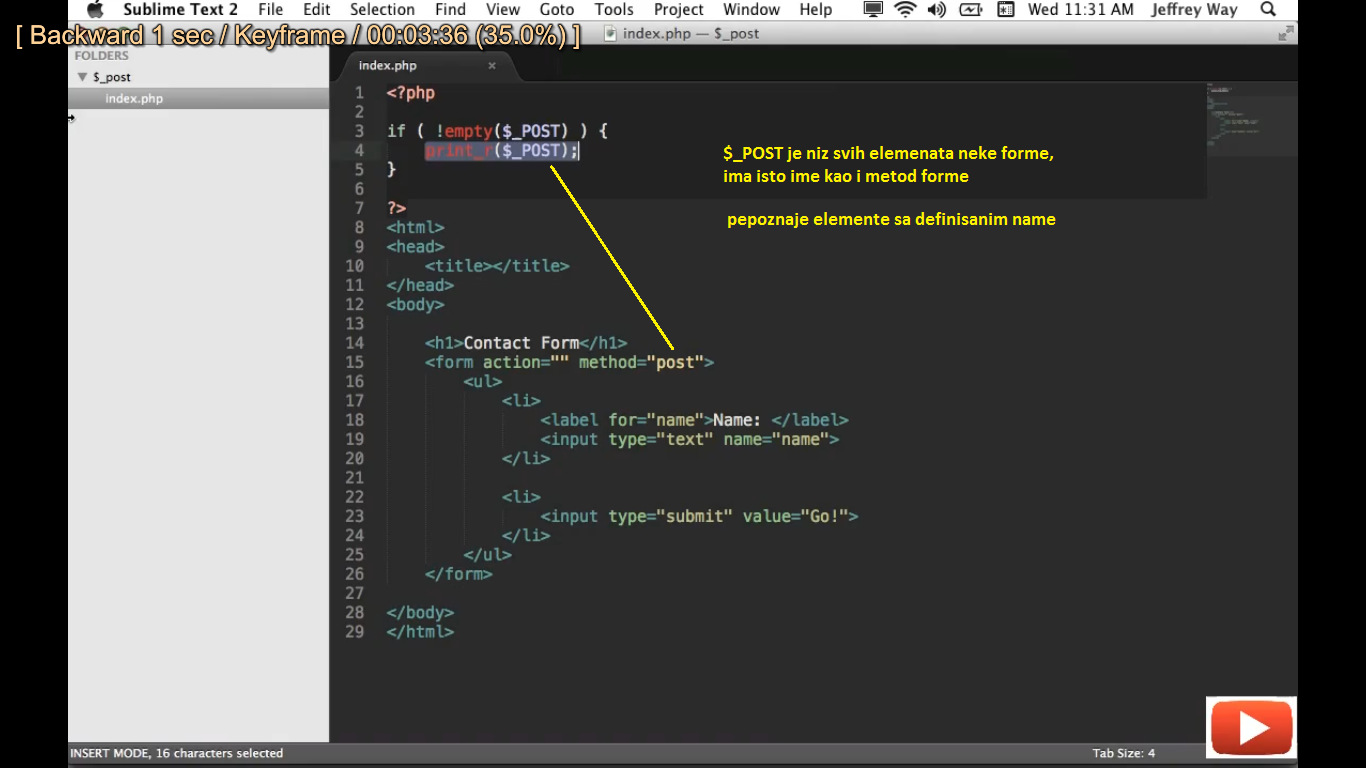 Sublime Text 2 File Edit Selection Find View Goto Tools Project Window Help Wed 11:31 AM Jeffrey Way
[ Backward 1 sec / Keyframe / 00:03:36 (35.0%) ]
index.php — $_post
FOLDERS
$_post
index.php
index.php ×
1 <?php
2
3 if ( !empty($_POST) ) {
4 print_r($_POST);
5 }
6
7 ?>
8 <html>
9 <head>
10 <title></title>
11 </head>
12 <body>
13
14 <h1>Contact Form</h1>
15 <form action="" method="post">
16 <ul>
17 <li>
18 <label for="name">Name: </label>
19 <input type="text" name="name">
20 </li>
21
22 <li>
23 <input type="submit" value="Go!">
24 </li>
25 </ul>
26 </form>
27
28 </body>
29 </html>
$_POST je niz svih elemenata neke forme,
ima isto ime kao i metod forme
pepoznaje elemente sa definisanim name
INSERT MODE, 16 characters selected
Tab Size: 4